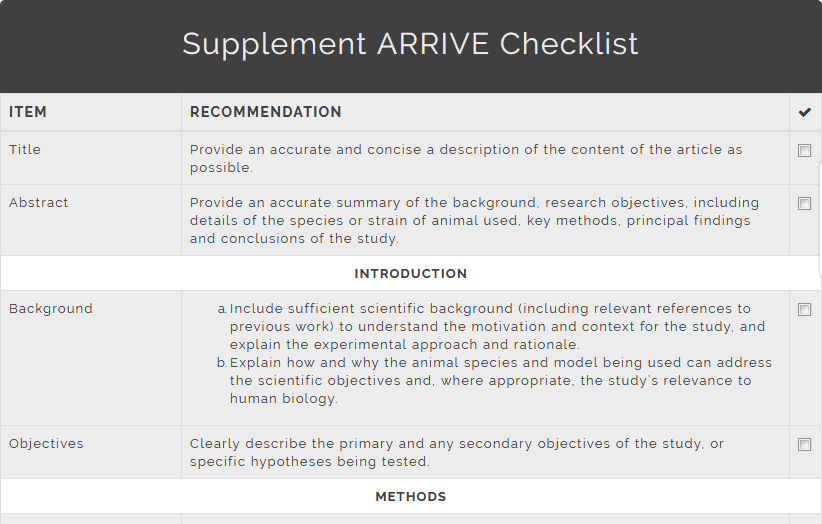 Supplement ARRIVE Checklist
ITEM RECOMMENDATION ✔
Title Provide an accurate and concise a description of the content of the article as
possible.
Abstract Provide an accurate summary of the background, research objectives, including
details of the species or strain of animal used, key methods, principal findings
and conclusions of the study.
INTRODUCTION
Background a. Include sufficient scientific background (including relevant references to
previous work) to understand the motivation and context for the study, and
explain the experimental approach and rationale.
b. Explain how and why the animal species and model being used can address
the scientific objectives and, where appropriate, the study's relevance to
human biology.
Objectives Clearly describe the primary and any secondary objectives of the study, or
specific hypotheses being tested.
METHODS